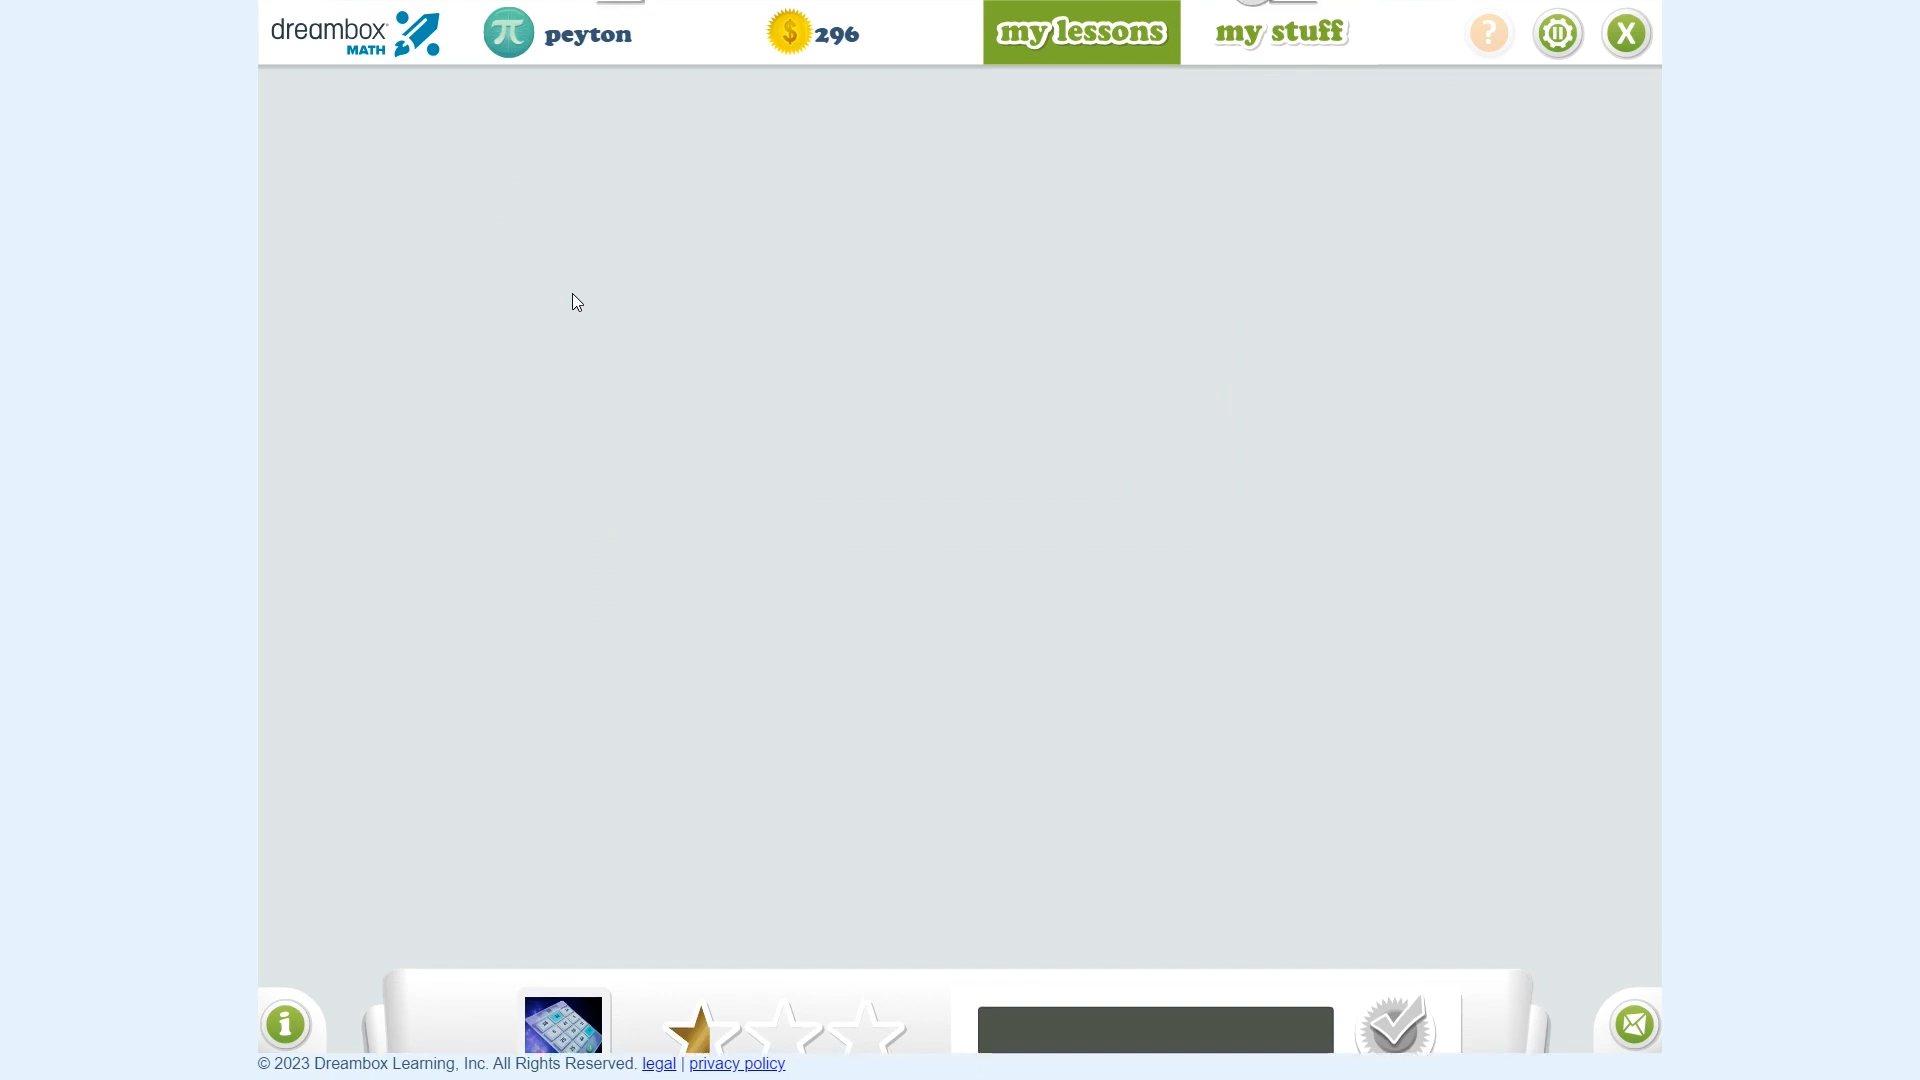 dreambox MATH
peyton
296
my lessons
my stuff
© 2023 Dreambox Learning, Inc. All Rights Reserved. legal | privacy policy